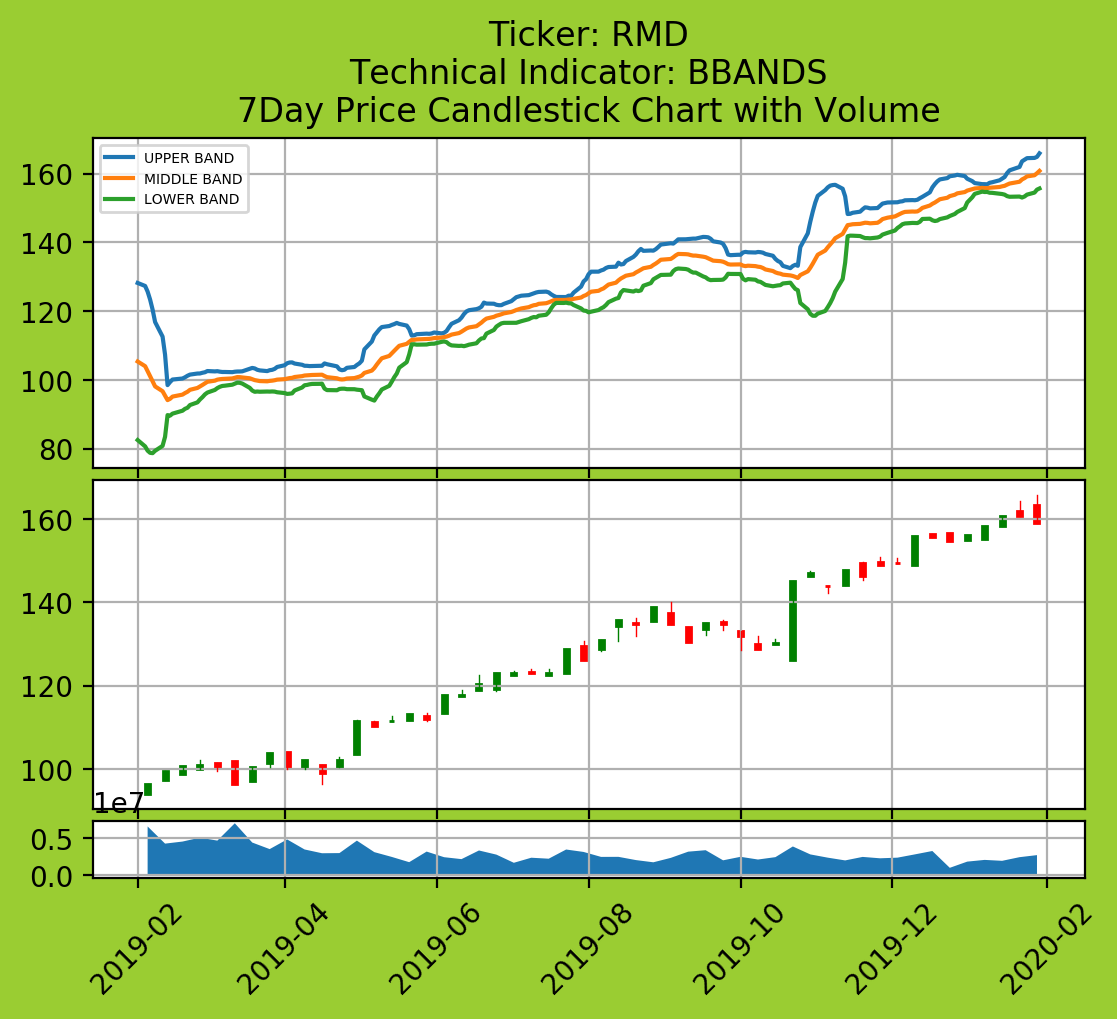 Ticker: RMD
Technical Indicator: BBANDS
7Day Price Candlestick Chart with Volume
UPPER BAND
MIDDLE BAND
LOWER BAND
160
140
120
100
80
160
140
120
100
1e7
0.5
0.0
2019-02
2019-04
2019-06
2019-08
2019-10
2019-12
2020-02